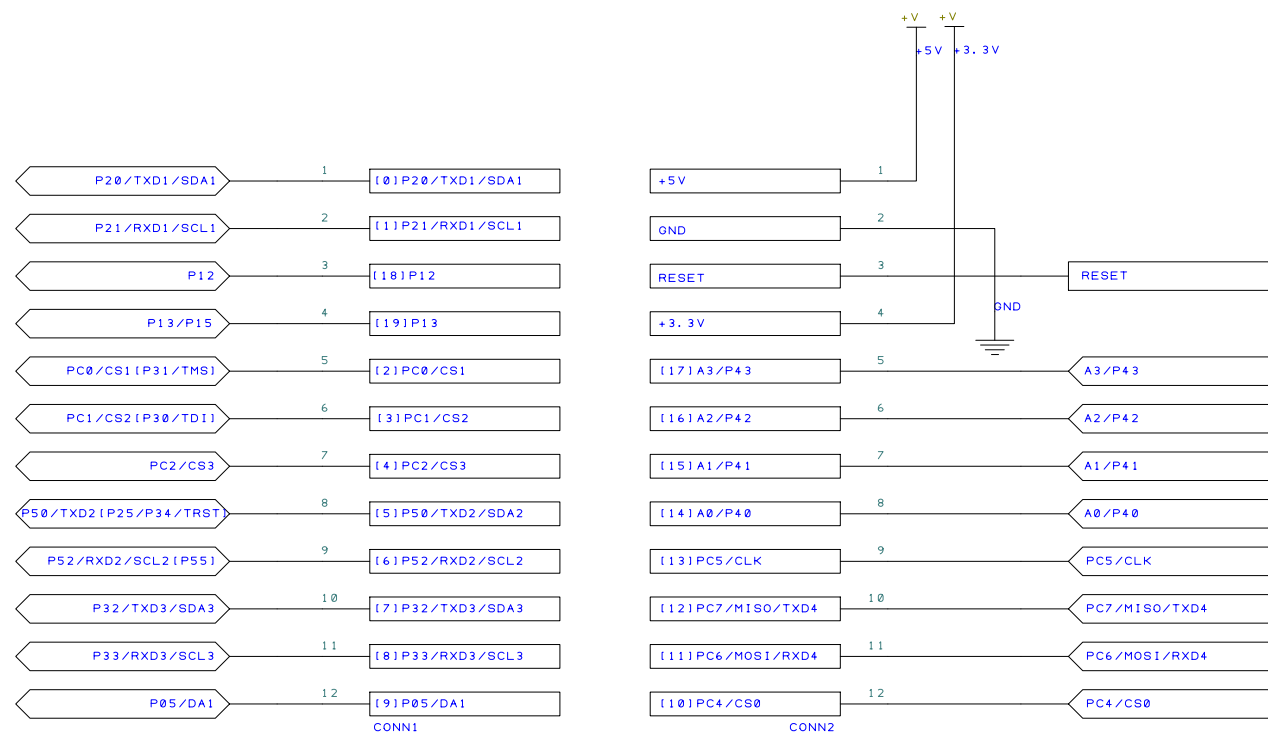 +V +V
+5V +3.3V
P20/TXD1/SDA1 1 [0]P20/TXD1/SDA1 +5V 1
P21/RXD1/SCL1 2 [1]P21/RXD1/SCL1 GND 2
P12 3 [18]P12 RESET 3 RESET
GND
P13/P15 4 [19]P13 +3.3V 4
PC0/CS1[P31/TMS] 5 [2]PC0/CS1 [17]A3/P43 5 A3/P43
PC1/CS2[P30/TDI] 6 [3]PC1/CS2 [16]A2/P42 6 A2/P42
PC2/CS3 7 [4]PC2/CS3 [15]A1/P41 7 A1/P41
P50/TXD2[P25/P34/TRST] 8 [5]P50/TXD2/SDA2 [14]A0/P40 8 A0/P40
P52/RXD2/SCL2[P55] 9 [6]P52/RXD2/SCL2 [13]PC5/CLK 9 PC5/CLK
P32/TXD3/SDA3 10 [7]P32/TXD3/SDA3 [12]PC7/MISO/TXD4 10 PC7/MISO/TXD4
P33/RXD3/SCL3 11 [8]P33/RXD3/SCL3 [11]PC6/MOSI/RXD4 11 PC6/MOSI/RXD4
P05/DA1 12 [9]P05/DA1 [10]PC4/CS0 12 PC4/CS0
CONN1 CONN2